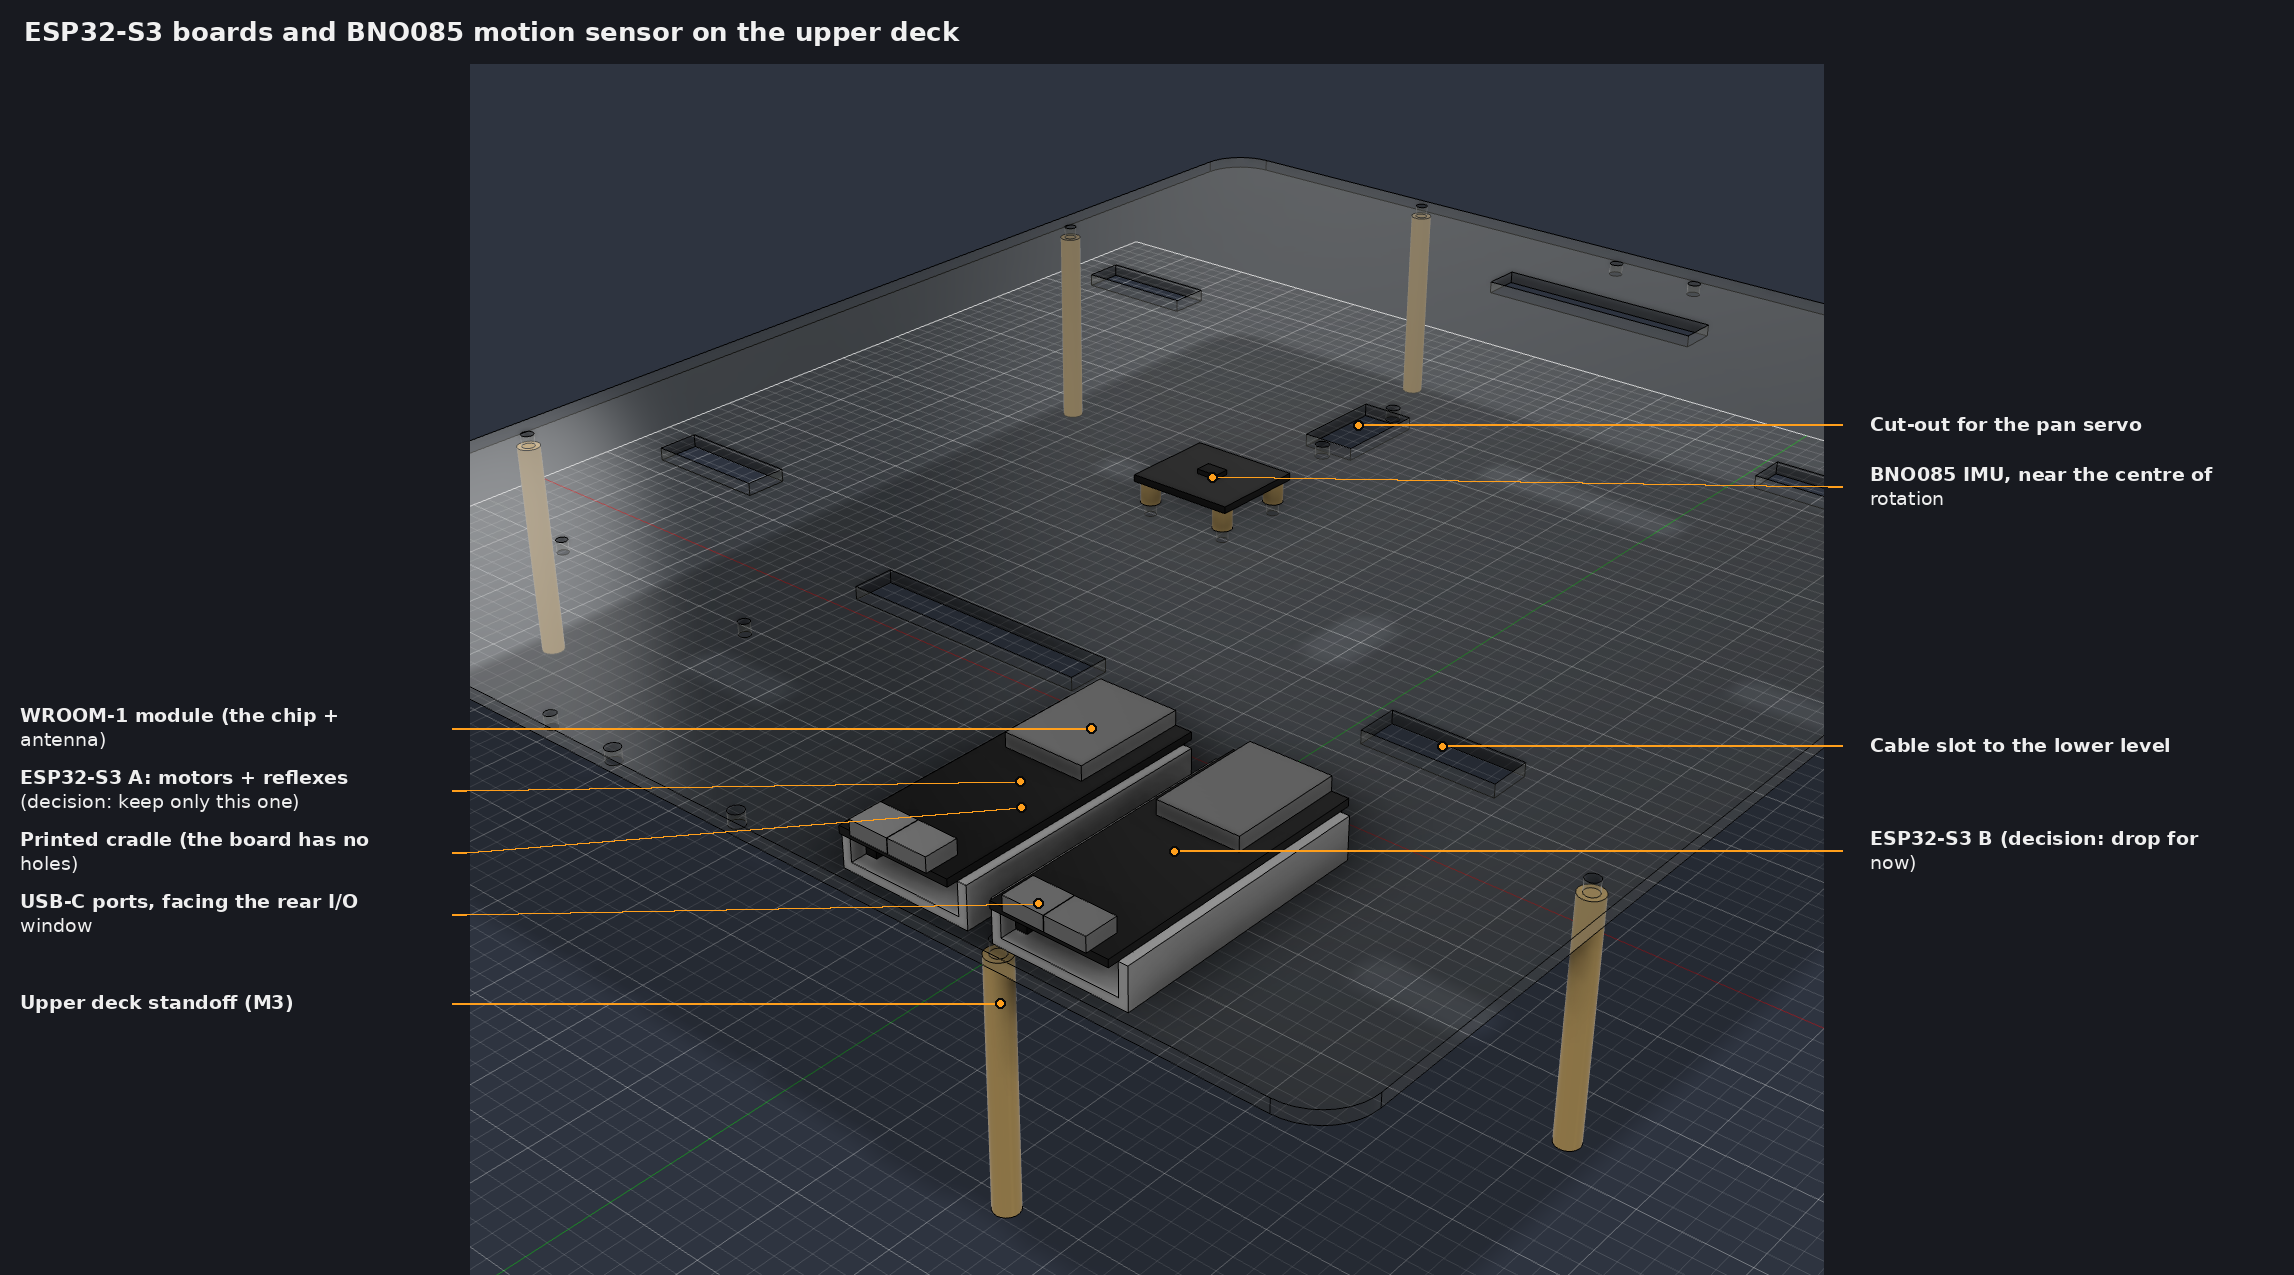 ESP32-S3 boards and BNO085 motion sensor on the upper deck
Cut-out for the pan servo
BNO085 IMU, near the centre of
rotation
WROOM-1 module (the chip +
antenna)
ESP32-S3 A: motors + reflexes
(decision: keep only this one)
Printed cradle (the board has no
holes)
USB-C ports, facing the rear I/O
window
Upper deck standoff (M3)
Cable slot to the lower level
ESP32-S3 B (decision: drop for
now)